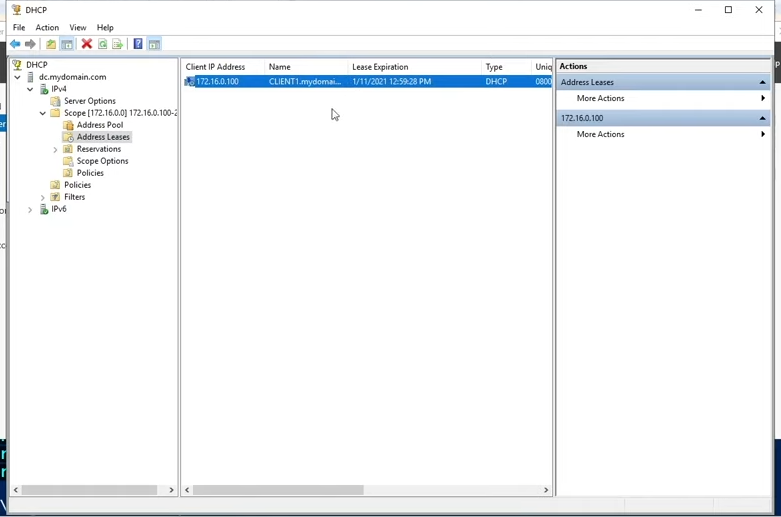 DHCP
File Action View Help
DHCP
dc.mydomain.com
IPv4
Server Options
Scope [172.16.0.0] 172.16.0.100-2
Address Pool
Address Leases
Reservations
Scope Options
Policies
Policies
Filters
IPv6
Client IP Address Name Lease Expiration Type Uniq
172.16.0.100 CLIENT1.mydomai... 1/11/2021 12:59:28 PM DHCP 0800
Actions
Address Leases
More Actions
172.16.0.100
More Actions